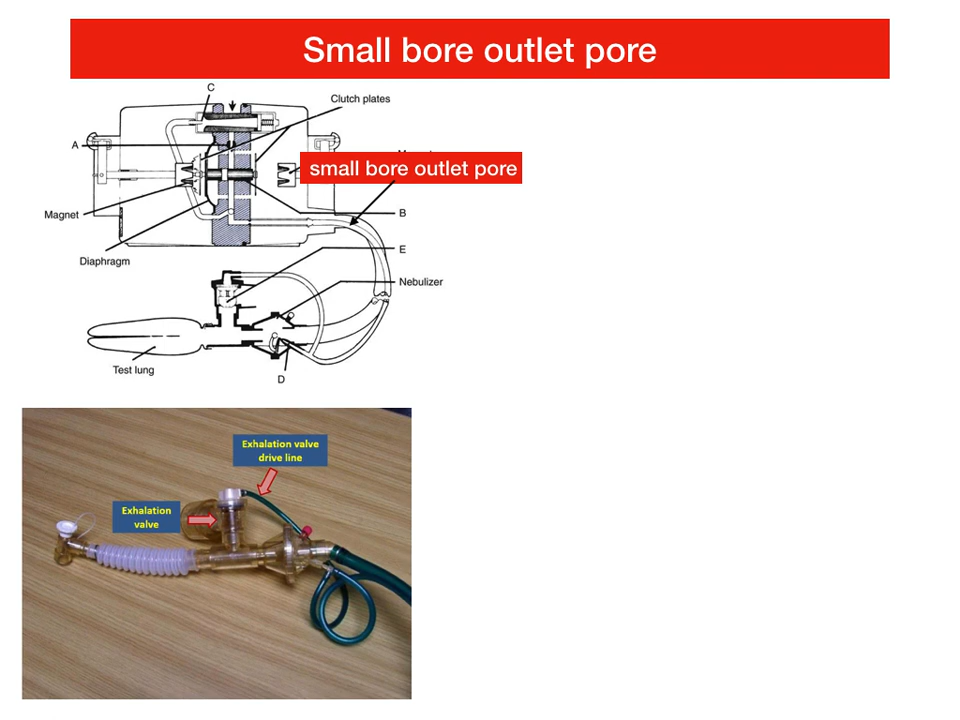 Small bore outlet pore
C
Clutch plates
A
small bore outlet pore
Magnet
B
E
Diaphragm
Nebulizer
Test lung
D
Exhalation valve
drive line
Exhalation
valve